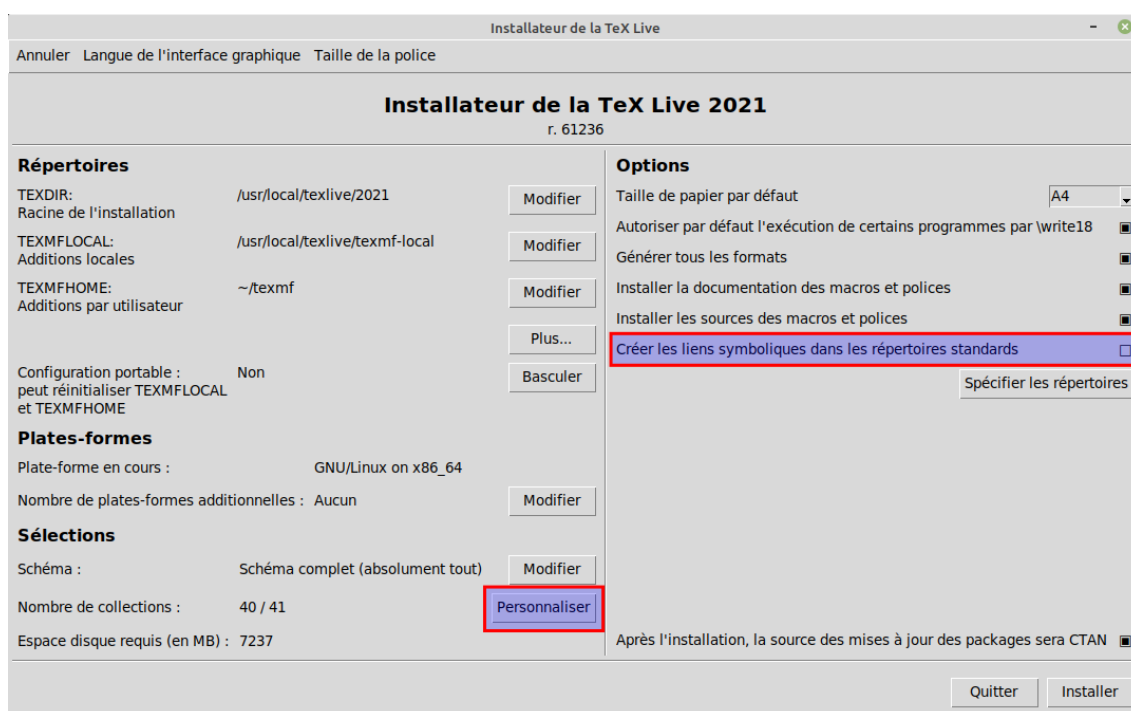 Installateur de la TeX Live
Annuler Langue de l'interface graphique Taille de la police
Installateur de la TeX Live 2021
r. 61236
Répertoires
TEXDIR: /usr/local/texlive/2021 Modifier
Racine de l'installation
TEXMFLOCAL: /usr/local/texlive/texmf-local Modifier
Additions locales
TEXMFHOME: ~/texmf Modifier
Additions par utilisateur
Plus...
Configuration portable : Non Basculer
peut réinitialiser TEXMFLOCAL
et TEXMFHOME
Plates-formes
Plate-forme en cours : GNU/Linux on x86_64
Nombre de plates-formes additionnelles : Aucun Modifier
Sélections
Schéma : Schéma complet (absolument tout) Modifier
Nombre de collections : 40 / 41 Personnaliser
Espace disque requis (en MB) : 7237
Options
Taille de papier par défaut A4
Autoriser par défaut l'exécution de certains programmes par \write18
Générer tous les formats
Installer la documentation des macros et polices
Installer les sources des macros et polices
Créer les liens symboliques dans les répertoires standards
Spécifier les répertoires
Après l'installation, la source des mises à jour des packages sera CTAN
Quitter Installer